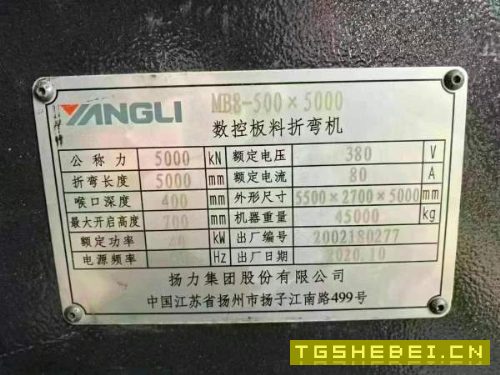 YANGLI
MB8-500×5000
数控板料折弯机
公称力 5000 kN 额定电压 380 V
折弯长度 5000 mm 额定电流 80 A
喉口深度 400 mm 外形尺寸 5500×2700×5000 mm
最大开启高度 700 mm 机器重量 45000 kg
额定功率 kW 出厂编号 2002180277
电源频率 Hz 出厂日期 2020.10
扬力集团股份有限公司
中国江苏省扬州市扬子江南路499号
TGSHEBEI.CN